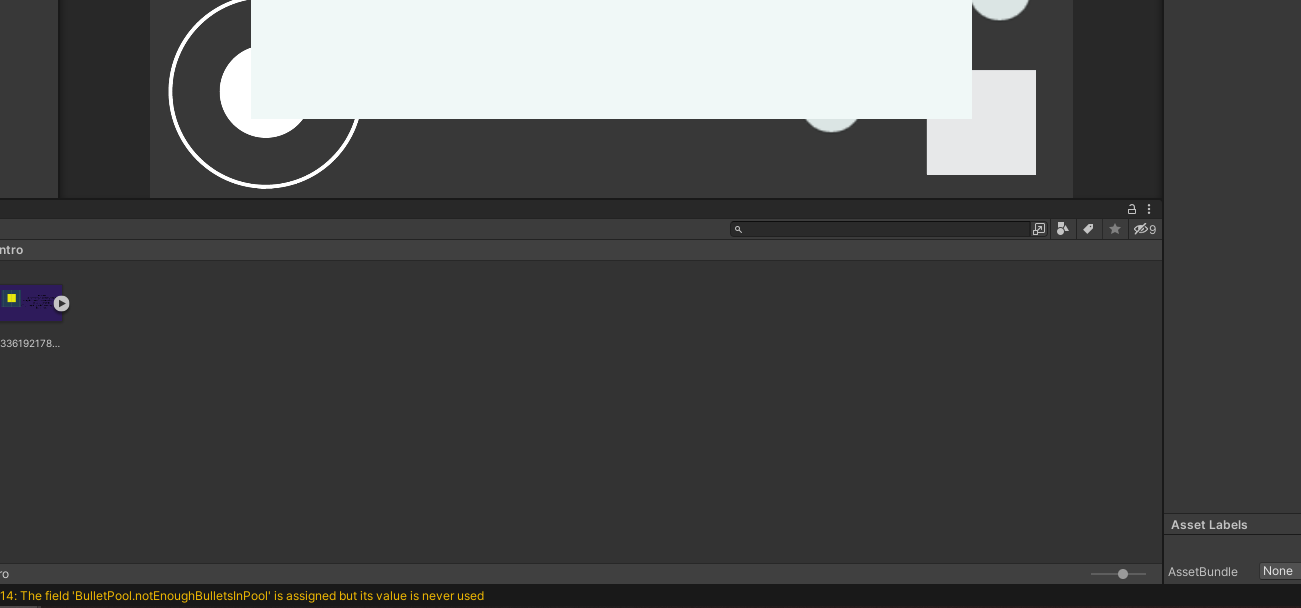 9
ntro
336192178...
Asset Labels
ro
AssetBundle
None
14: The field 'BulletPool.notEnoughBulletsInPool' is assigned but its value is never used